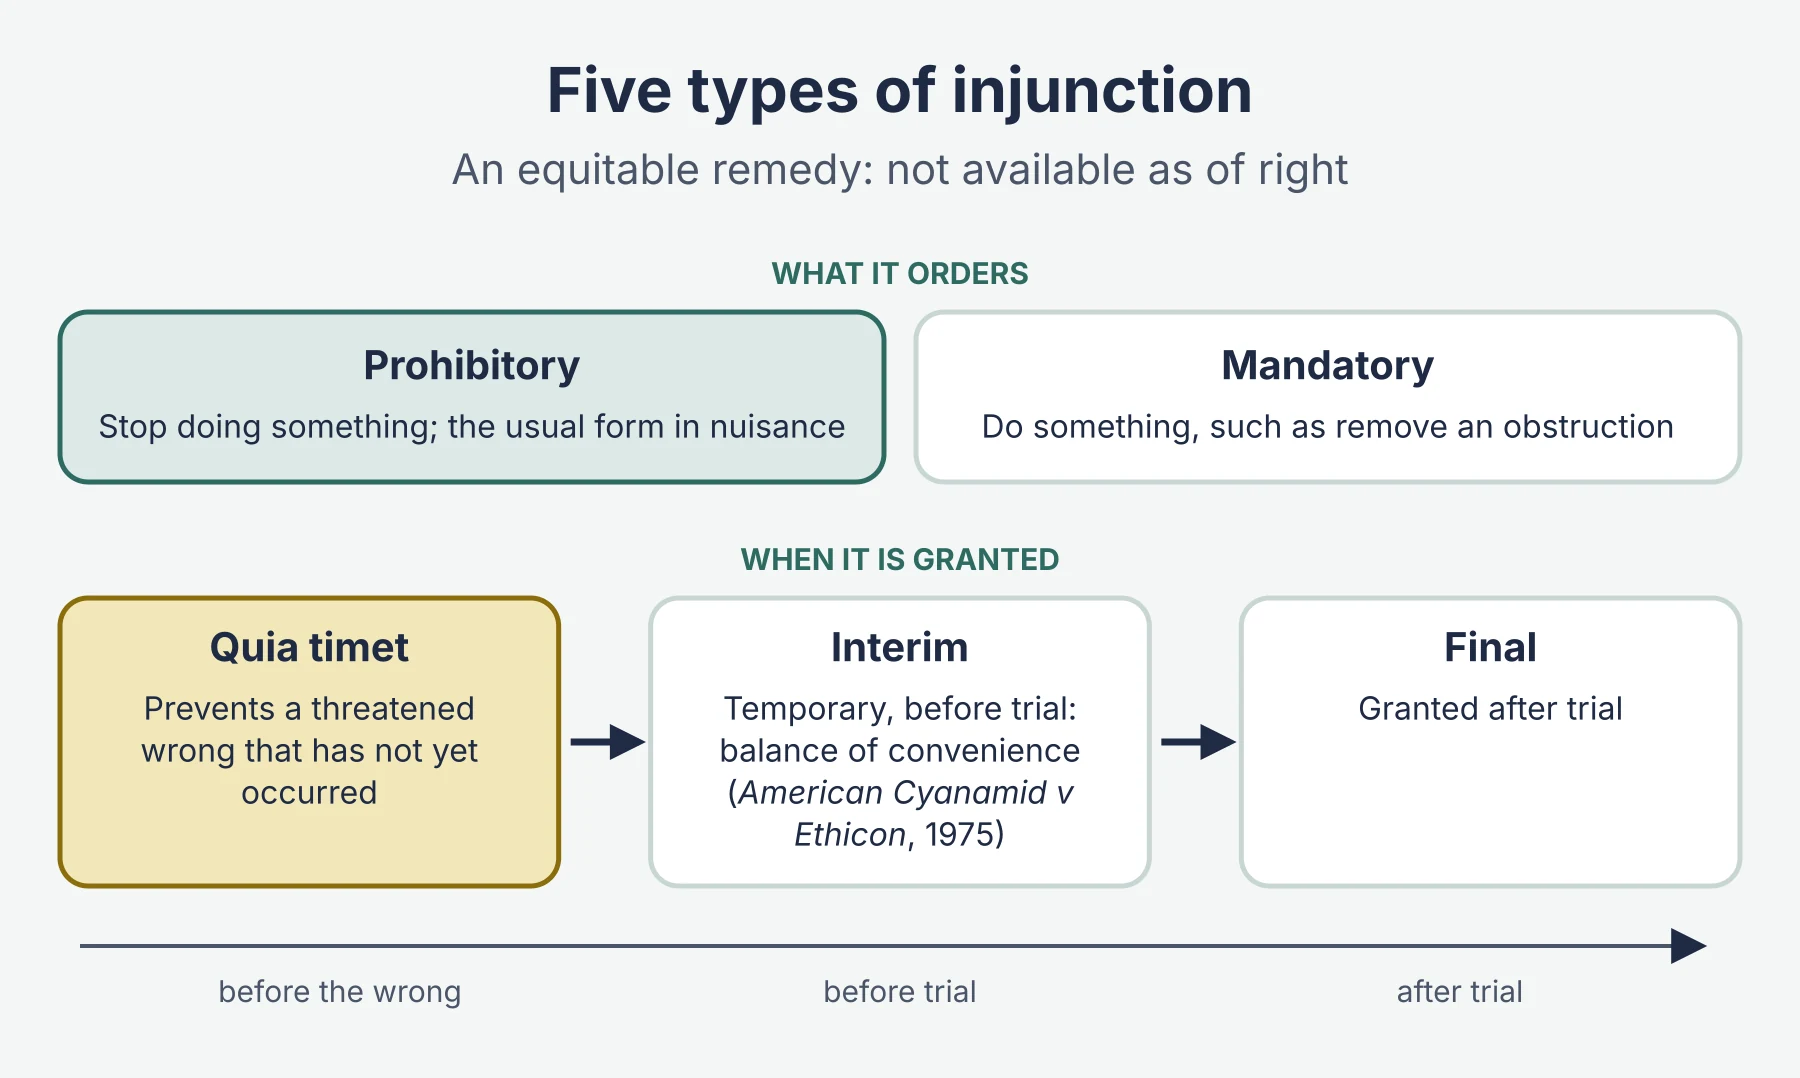 Five types of injunction
An equitable remedy: not available as of right
WHAT IT ORDERS
Prohibitory
Stop doing something; the usual form in nuisance
Mandatory
Do something, such as remove an obstruction
WHEN IT IS GRANTED
Quia timet
Prevents a threatened
wrong that has not yet
occurred
Interim
Temporary, before trial:
balance of convenience
(American Cyanamid v
Ethicon, 1975)
Final
Granted after trial
before the wrong
before trial
after trial